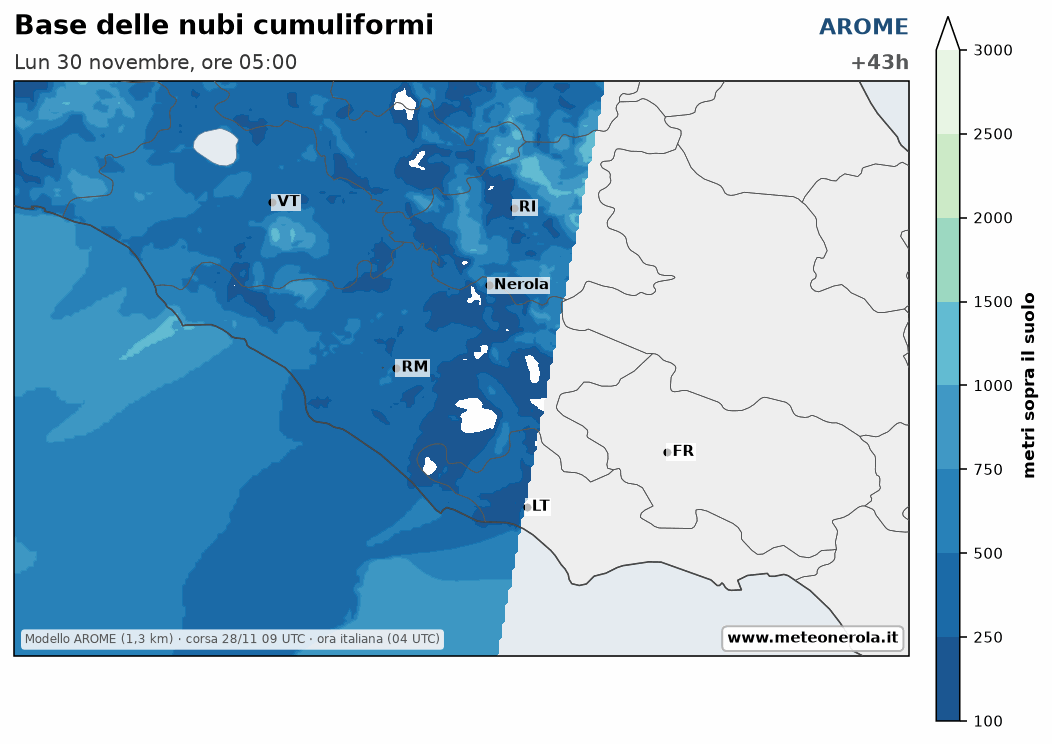 Base delle nubi cumuliformi
AROME
Lun 30 novembre, ore 05:00
+43h
VT
RI
Nerola
RM
FR
LT
Modello AROME (1,3 km) · corsa 28/11 09 UTC · ora italiana (04 UTC)
www.meteonerola.it
3000
2500
2000
1500
1000
750
500
250
100
metri sopra il suolo